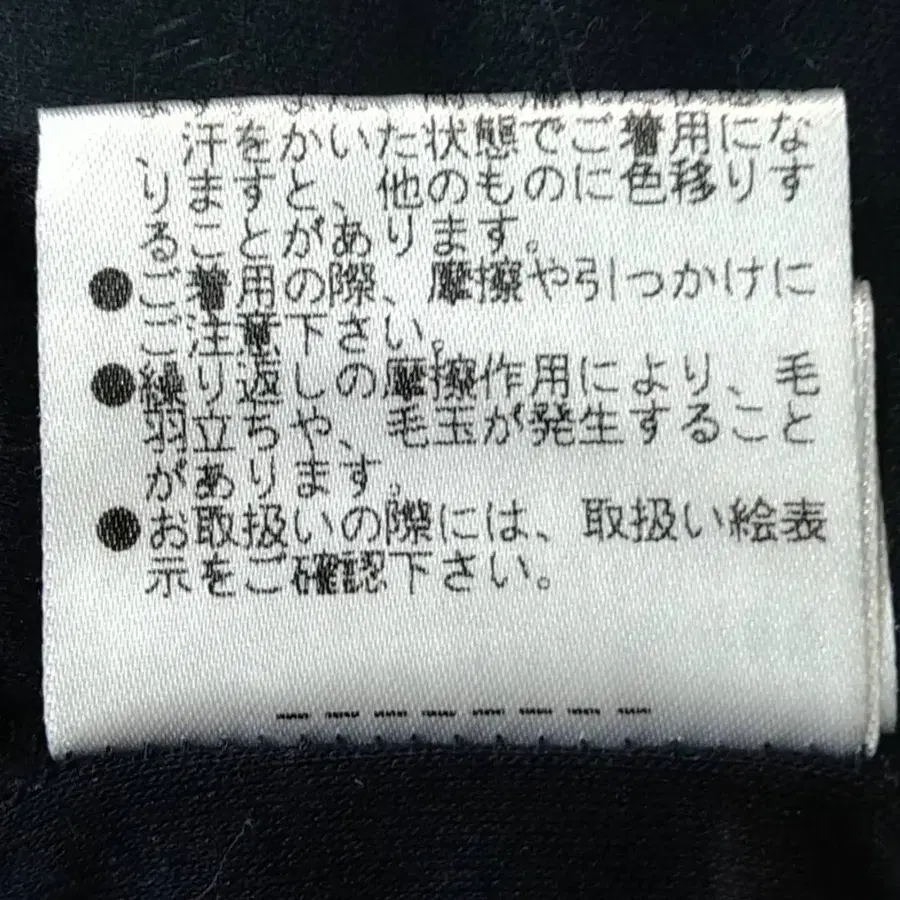 、汗をかいた状態でご着用にな
りますと、他のものに色移りす
ることがあります。
●ご着用の際、摩擦や引っかけに
ご注意下さい。
●繰り返しの摩擦作用により、毛
羽立ちや、毛玉が発生すること
があります。
●お取扱いの際には、取扱い絵表
示をご確認下さい。